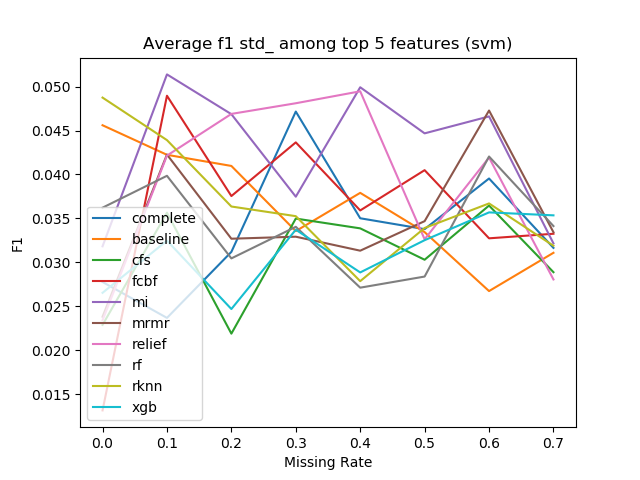 Average f1 std_ among top 5 features (svm)
0.050
0.045
0.040
0.035
0.030
0.025
0.020
0.015
F1
complete
baseline
cfs
fcbf
mi
mrmr
relief
rf
rknn
xgb
0.0 0.1 0.2 0.3 0.4 0.5 0.6 0.7
Missing Rate